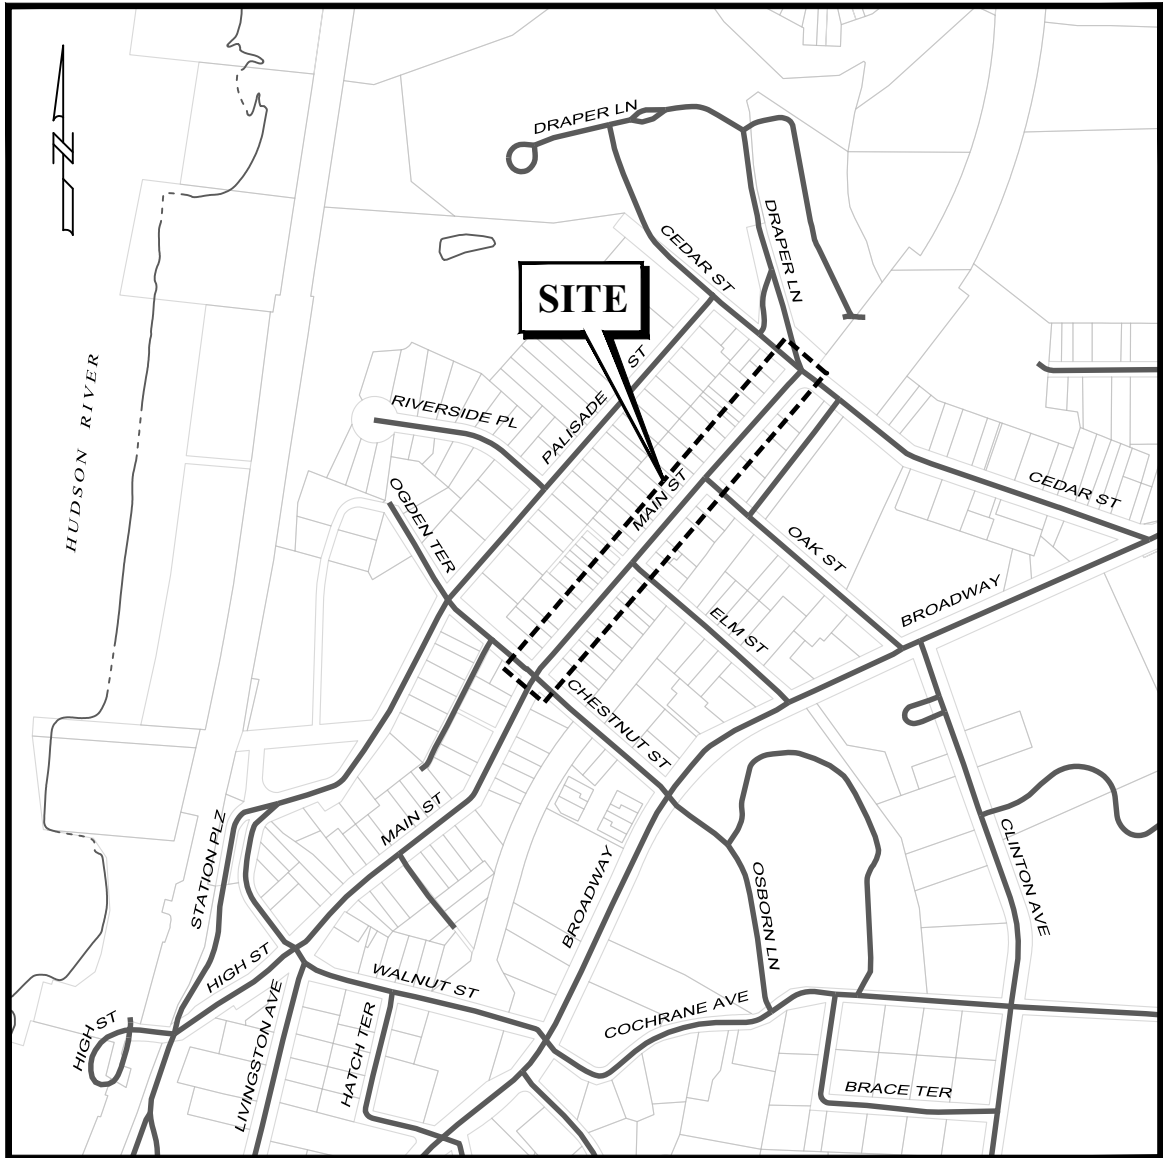 DRAPER LN
N
DRAPER LN
CEDAR ST
SITE
PALISADE ST
RIVERSIDE PL
HUDSON RIVER
OGDEN TER
MAIN ST
CEDAR ST
OAK ST
BROADWAY
ELM ST
CHESTNUT ST
MAIN ST
STATION PLZ
BROADWAY
OSBORN LN
CLINTON AVE
HIGH ST
WALNUT ST
COCHRANE AVE
HIGH ST
LIVINGSTON AVE
HATCH TER
BRACE TER